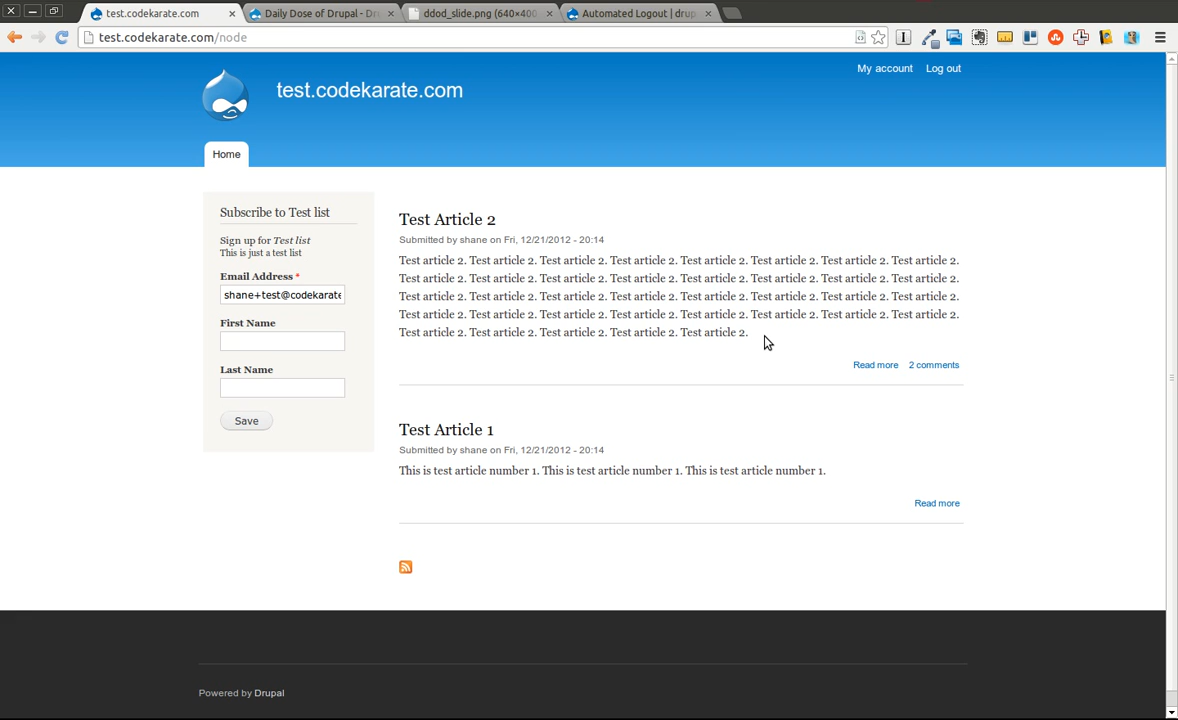 test.codekarate.com
Daily Dose of Drupal - Dr
ddod_slide.png (640×400
Automated Logout | drup
test.codekarate.com/node
My account Log out
test.codekarate.com
Home
Subscribe to Test list
Sign up for Test list
This is just a test list
Email Address *
shane+test@codekarate
First Name
Last Name
Save
Test Article 2
Submitted by shane on Fri, 12/21/2012 - 20:14
Test article 2. Test article 2. Test article 2. Test article 2. Test article 2. Test article 2. Test article 2. Test article 2.
Test article 2. Test article 2. Test article 2. Test article 2. Test article 2. Test article 2. Test article 2. Test article 2.
Test article 2. Test article 2. Test article 2. Test article 2. Test article 2. Test article 2. Test article 2. Test article 2.
Test article 2. Test article 2. Test article 2. Test article 2. Test article 2. Test article 2. Test article 2. Test article 2.
Test article 2. Test article 2. Test article 2. Test article 2. Test article 2.
Read more 2 comments
Test Article 1
Submitted by shane on Fri, 12/21/2012 - 20:14
This is test article number 1. This is test article number 1. This is test article number 1.
Read more
Powered by Drupal